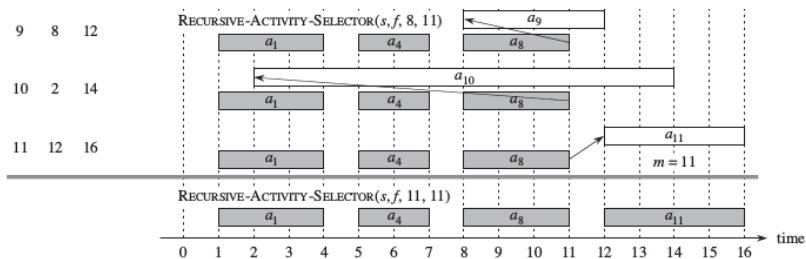 RECURSIVE-ACTIVITY-SELECTOR(s, f, 8, 11)
a9
9 8 12
a1 a4 a8
a10
10 2 14
a1 a4 a8
a11
11 12 16
a1 a4 a8 m = 11
RECURSIVE-ACTIVITY-SELECTOR(s, f, 11, 11)
a1 a4 a8 a11
time
0 1 2 3 4 5 6 7 8 9 10 11 12 13 14 15 16